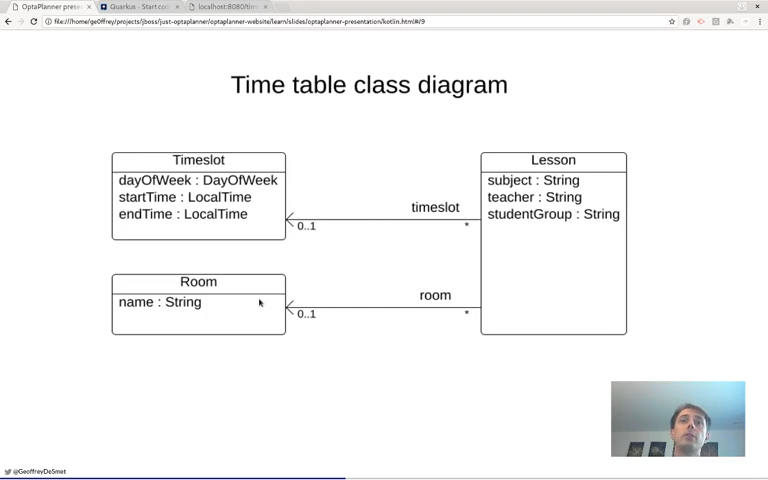 OptaPlanner prese
Quarkus - Start co
localhost:8080/tim
file:///home/ge0ffrey/projects/jboss/just-optaplanner/optaplanner-website/learn/slides/optaplanner-presentation/kotlin.html#/9
Time table class diagram
Timeslot
dayOfWeek : DayOfWeek
startTime : LocalTime
endTime : LocalTime
timeslot
0..1
*
Lesson
subject : String
teacher : String
studentGroup : String
Room
name : String
room
0..1
*
@GeoffreyDeSmet